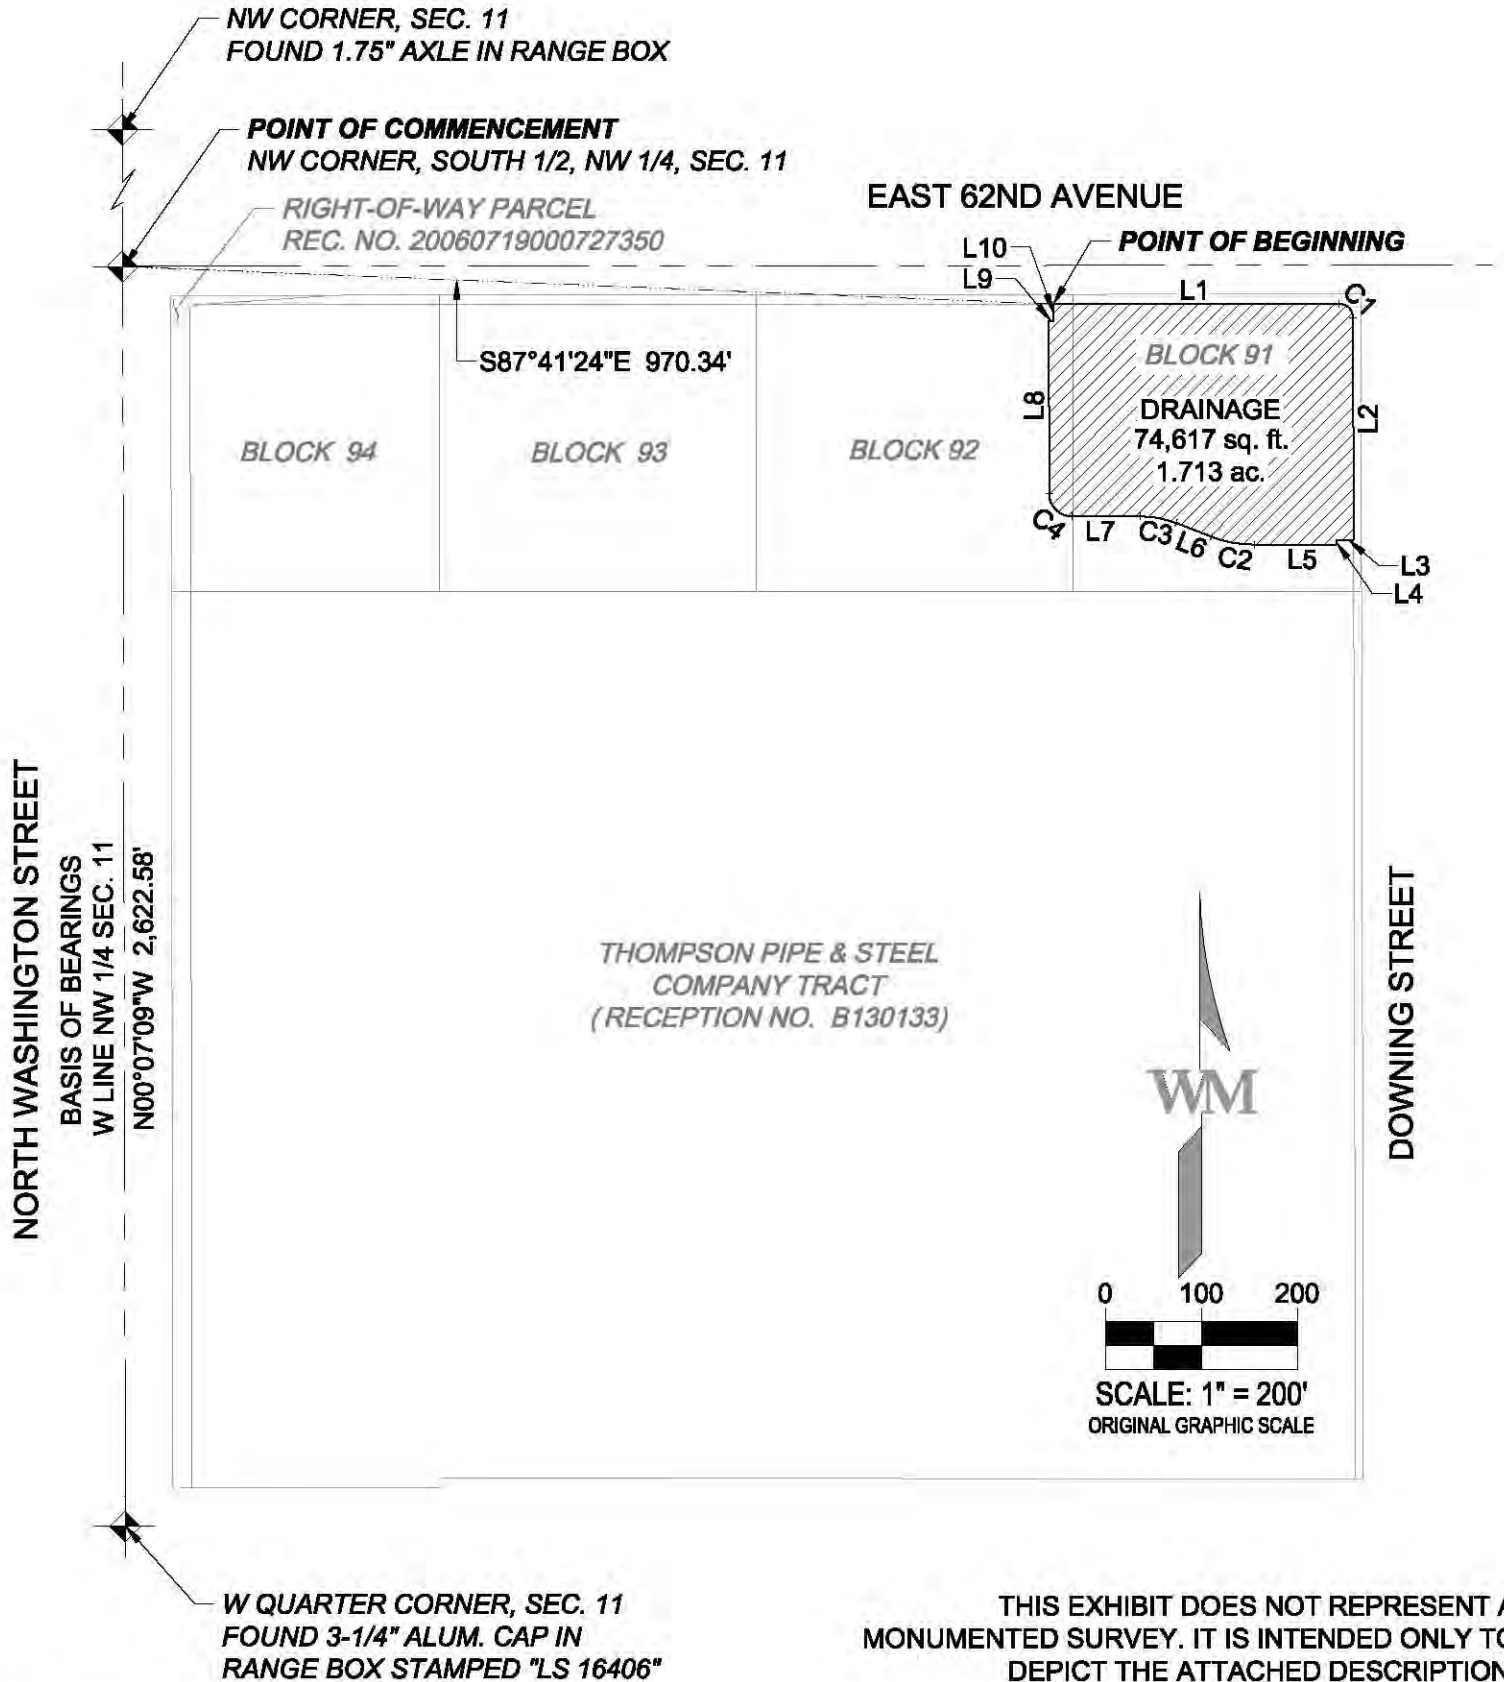 NW CORNER, SEC. 11
FOUND 1.75" AXLE IN RANGE BOX
POINT OF COMMENCEMENT
NW CORNER, SOUTH 1/2, NW 1/4, SEC. 11
RIGHT-OF-WAY PARCEL
REC. NO. 20060719000727350
EAST 62ND AVENUE
L10
POINT OF BEGINNING
L9
L1
C1
S87°41'24"E 970.34'
BLOCK 91
L8
DRAINAGE
74,617 sq. ft.
1.713 ac.
L2
BLOCK 94
BLOCK 93
BLOCK 92
C4
L7
C3
L6
C2
L5
L3
L4
NORTH WASHINGTON STREET
BASIS OF BEARINGS
W LINE NW 1/4 SEC. 11
N00°07'09"W 2,622.58'
THOMPSON PIPE & STEEL
COMPANY TRACT
(RECEPTION NO. B130133)
DOWNING STREET
WM
0 100 200
SCALE: 1" = 200'
ORIGINAL GRAPHIC SCALE
W QUARTER CORNER, SEC. 11
FOUND 3-1/4" ALUM. CAP IN
RANGE BOX STAMPED "LS 16406"
THIS EXHIBIT DOES NOT REPRESENT A
MONUMENTED SURVEY. IT IS INTENDED ONLY TO
DEPICT THE ATTACHED DESCRIPTION